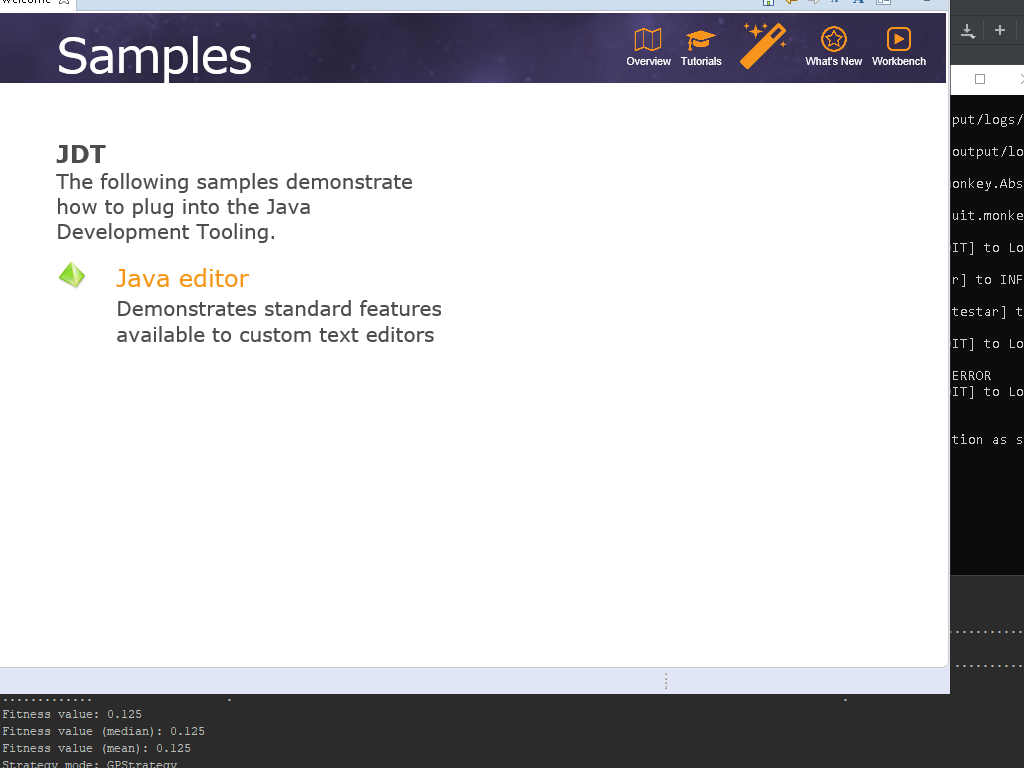 Welcome
Samples
Overview
Tutorials
What's New
Workbench
JDT
The following samples demonstrate
how to plug into the Java
Development Tooling.
Java editor
Demonstrates standard features
available to custom text editors
put/logs/
output/lo
onkey.Abs
uit.monke
IT] to Lo
r] to INF
testar] t
IT] to Lo
ERROR
IT] to Lo
tion as s
Fitness value: 0.125
Fitness value (median): 0.125
Fitness value (mean): 0.125
Strategy mode: GPStrategy